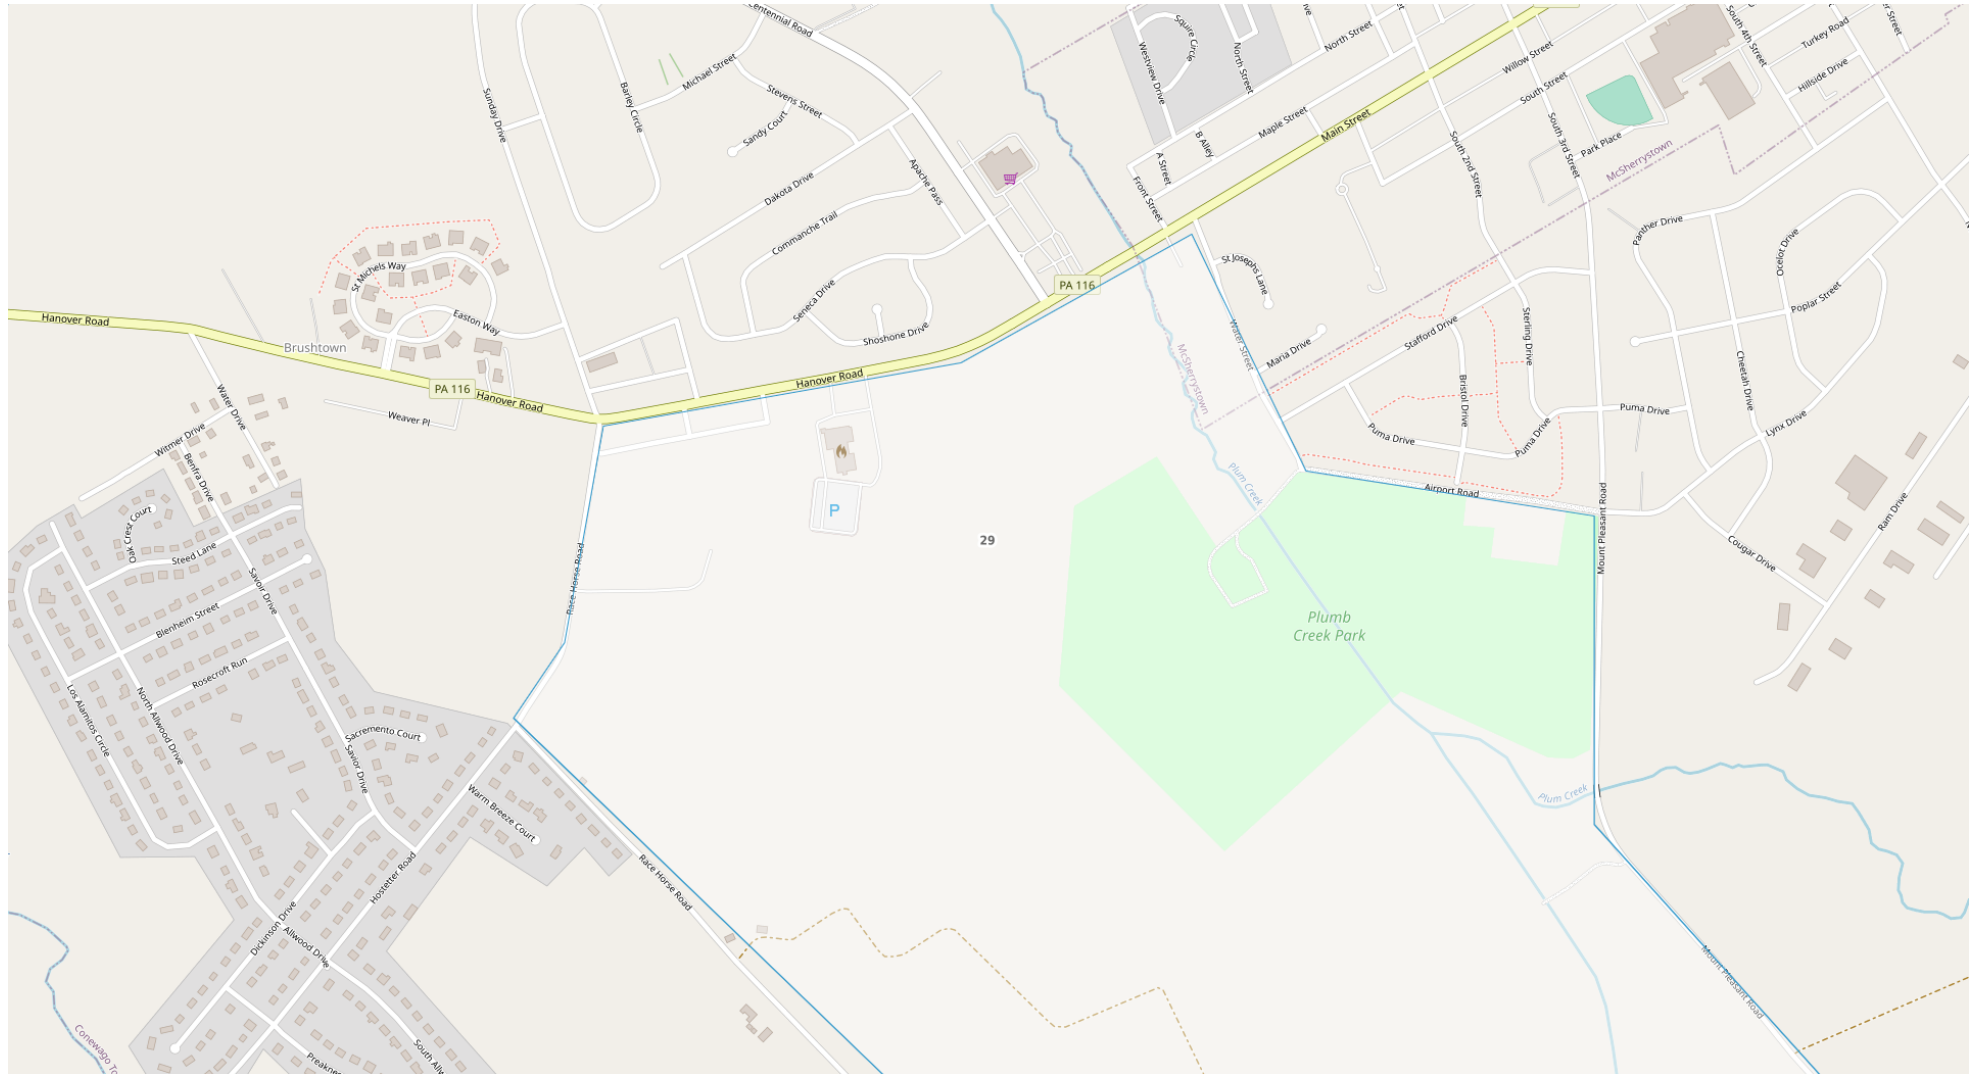 Centennial Road
Squire Circle
Westview Drive
North Street
North Street
Willow Street
South 4th Street
Turkey Road
Hillside Drive
Michael Street
Barley Circle
Sunday Drive
Stevens Street
Sandy Court
Maple Street
B Alley
Main Street
South Street
South 3rd Street
Park Place
McSherrystown
A Street
Front Street
South 2nd Street
Dakota Drive
Apache Pass
Commanche Trail
Panther Drive
Ocelot Drive
Poplar Street
St Michels Way
Easton Way
Seneca Drive
Shoshone Drive
St Josephs Lane
PA 116
Hanover Road
Brushtown
Water Street
Maria Drive
Stafford Drive
Sterling Drive
McSherrystown
Cheetah Drive
PA 116
Hanover Road
Hanover Road
Weaver Pl
Water Drive
Witmer Drive
Benfra Drive
Bristol Drive
Puma Drive
Puma Drive
Puma Drive
Lynx Drive
Plum Creek
Airport Road
Mount Pleasant Road
Ram Drive
Cougar Drive
P
29
Oak Crest Court
Steed Lane
Savoir Drive
Race Horse Road
Blenheim Street
Rosecroft Run
Plumb
Creek Park
Los Alamitos Circle
North Allwood Drive
Sacremento Court
Savior Drive
Warm Breeze Court
Plum Creek
Hostetter Road
Race Horse Road
Dickinson Drive
Allwood Drive
Mount Pleasant Road
Conewago To
Preakne
South Allw